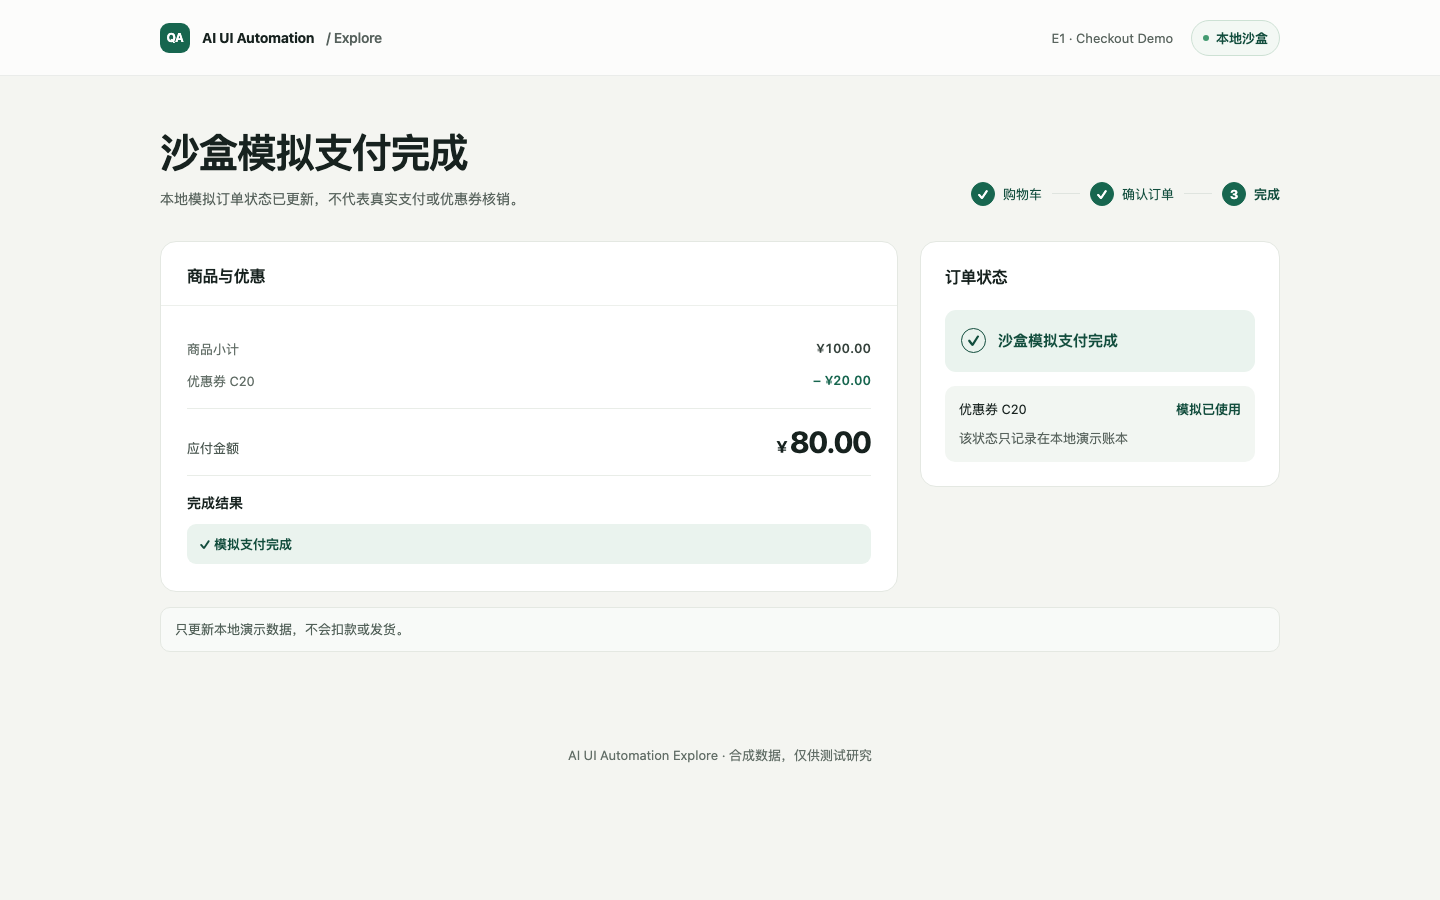 QA AI UI Automation / Explore
E1 · Checkout Demo 本地沙盒
沙盒模拟支付完成
本地模拟订单状态已更新，不代表真实支付或优惠券核销。
购物车 确认订单 3 完成
商品与优惠
商品小计 ¥100.00
优惠券 C20 − ¥20.00
应付金额 ¥80.00
完成结果
✓ 模拟支付完成
订单状态
沙盒模拟支付完成
优惠券 C20 模拟已使用
该状态只记录在本地演示账本
只更新本地演示数据，不会扣款或发货。
AI UI Automation Explore · 合成数据，仅供测试研究